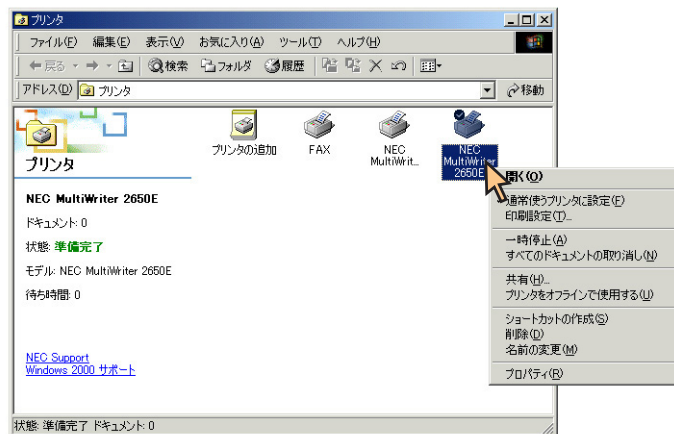 プリンタ
ファイル(F) 編集(E) 表示(V) お気に入り(A) ツール(T) ヘルプ(H)
戻る 検索 フォルダ 履歴
アドレス(D) プリンタ 移動
プリンタ
プリンタの追加
FAX
NEC
MultiWrit...
NEC
MultiWriter
2650E
NEC MultiWriter 2650E
ドキュメント: 0
状態: 準備完了
モデル: NEC MultiWriter 2650E
待ち時間: 0
NEC Support
Windows 2000 サポート
開く(O)
通常使うプリンタに設定(F)
印刷設定(T)...
一時停止(A)
すべてのドキュメントの取り消し(N)
共有(H)...
プリンタをオフラインで使用する(U)
ショートカットの作成(S)
削除(D)
名前の変更(M)
プロパティ(R)
状態: 準備完了 ドキュメント: 0